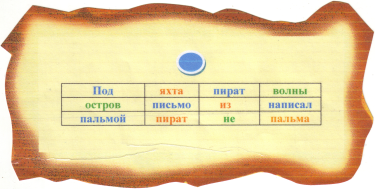 Под яхта пират волны
остров письмо из написал
пальмой пират не пальма